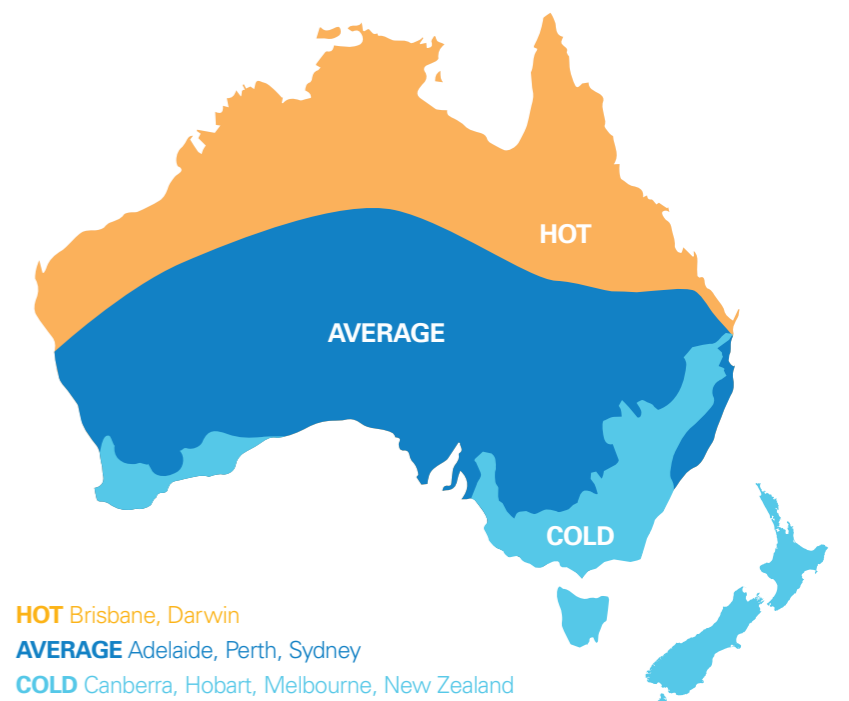 HOT
AVERAGE
COLD
HOT Brisbane, Darwin
AVERAGE Adelaide, Perth, Sydney
COLD Canberra, Hobart, Melbourne, New Zealand